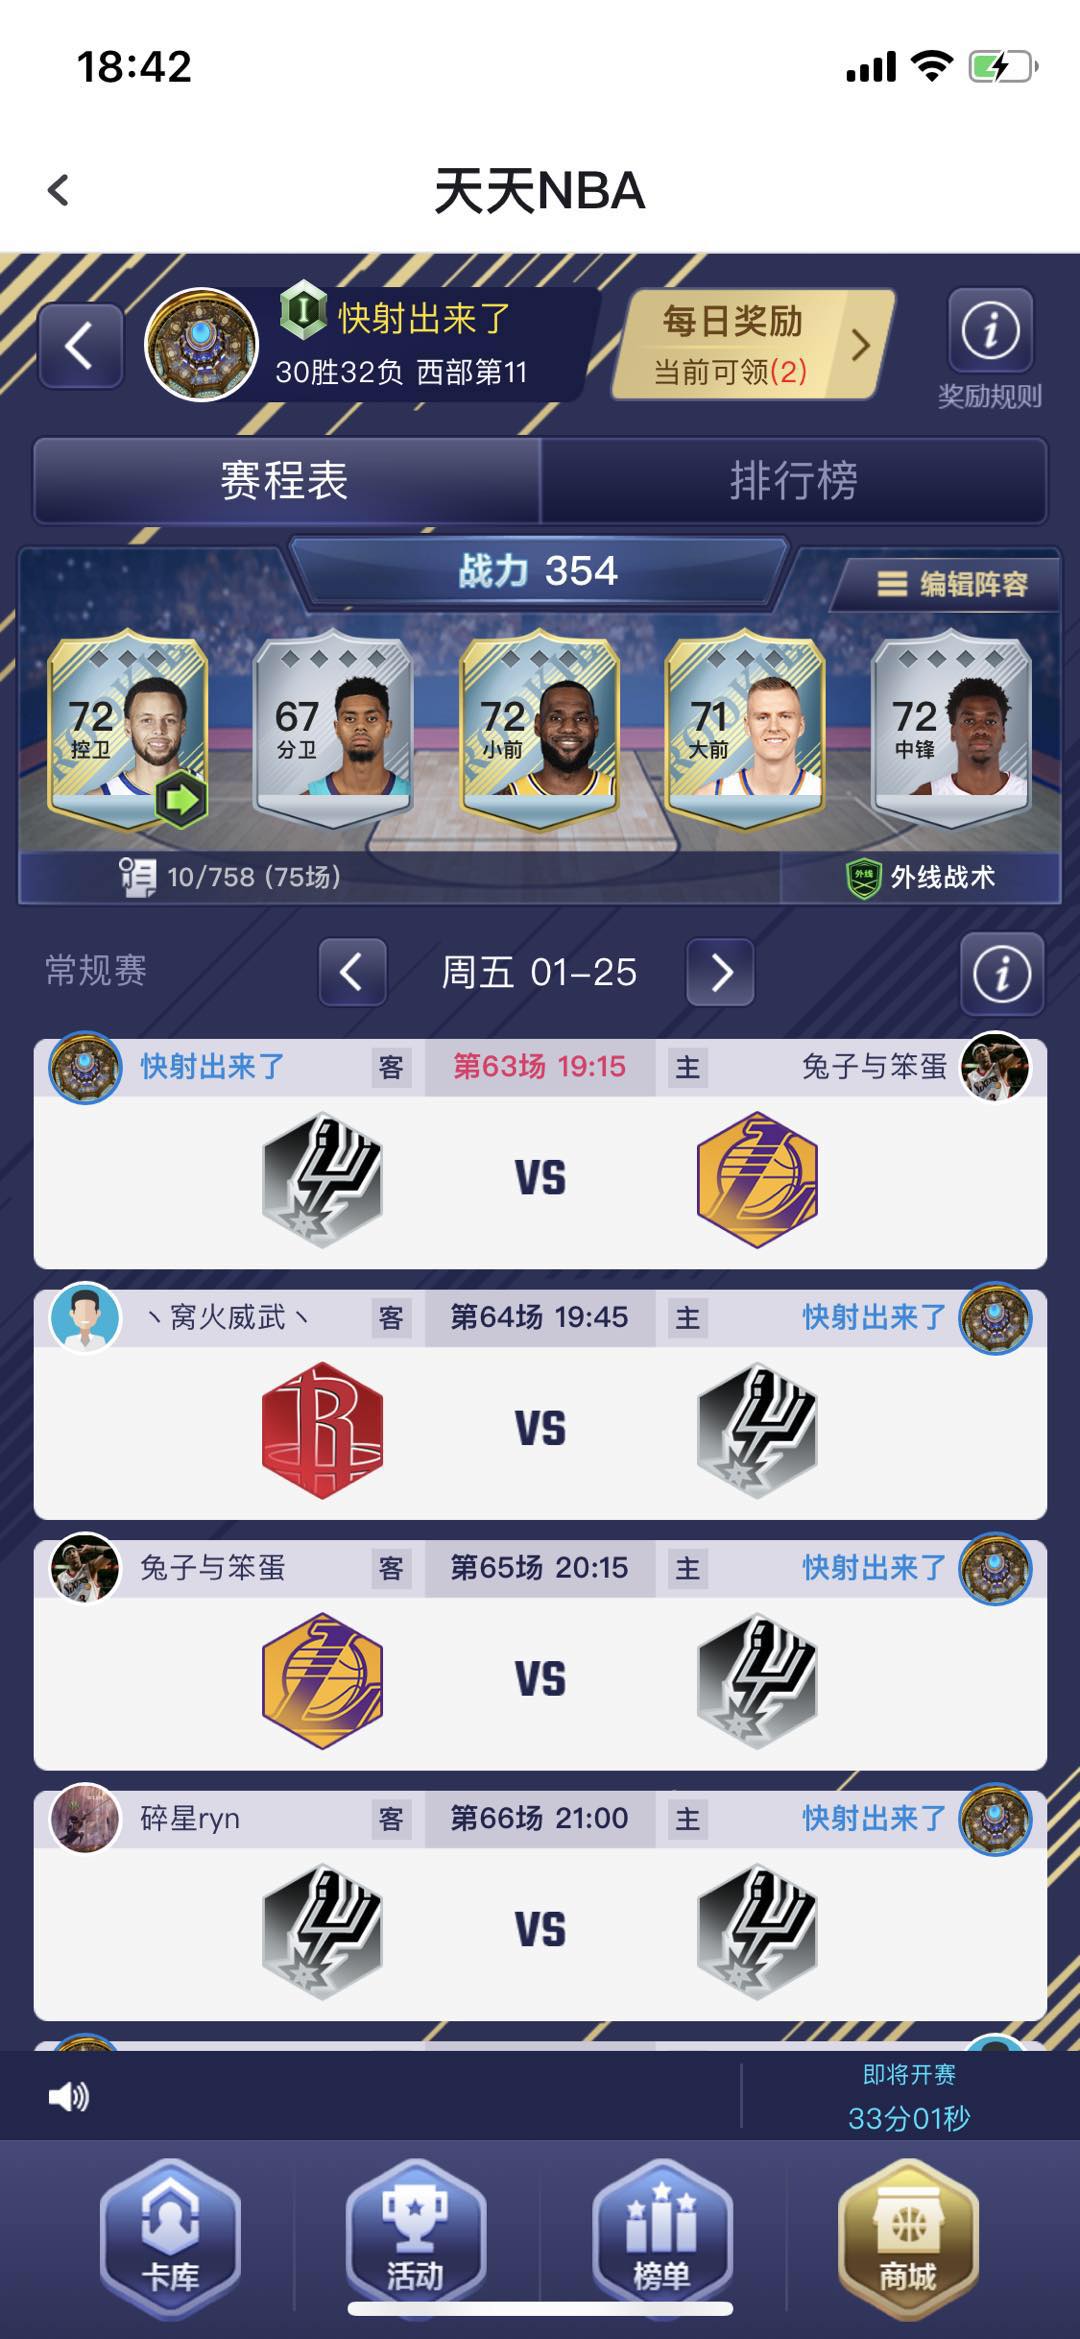 18:42
天天NBA
I 快射出来了
30胜32负 西部第11
每日奖励
当前可领(2)
奖励规则
赛程表 排行榜
战力 354
编辑阵容
72 控卫
67 分卫
72 小前
71 大前
72 中锋
10/758 (75场)
外线 外线战术
常规赛 周五 01-25
快射出来了 客 第63场 19:15 主 兔子与笨蛋
VS
丶窝火威武丶 客 第64场 19:45 主 快射出来了
VS
兔子与笨蛋 客 第65场 20:15 主 快射出来了
VS
碎星ryn 客 第66场 21:00 主 快射出来了
VS
即将开赛
33分01秒
卡库 活动 榜单 商城